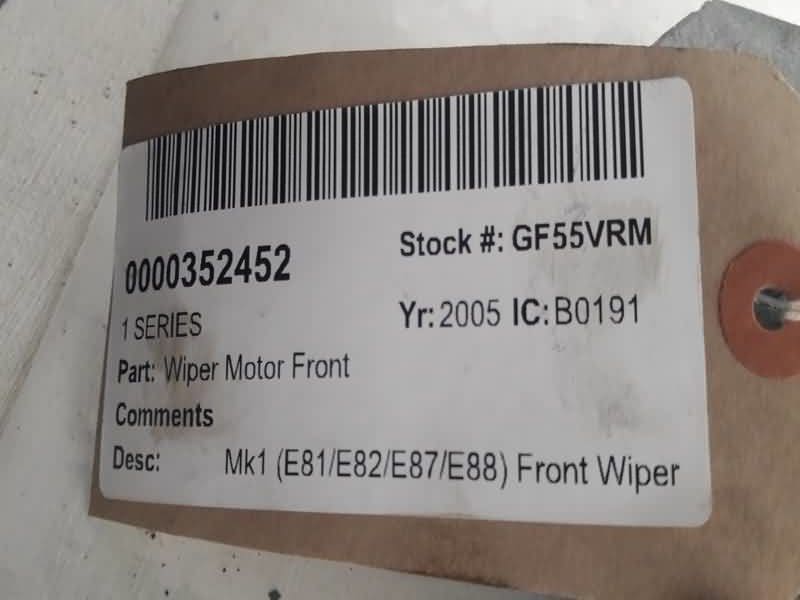 0000352452
Stock #: GF55VRM
1 SERIES
Yr: 2005 IC: B0191
Part: Wiper Motor Front
Comments
Desc: Mk1 (E81/E82/E87/E88) Front Wiper